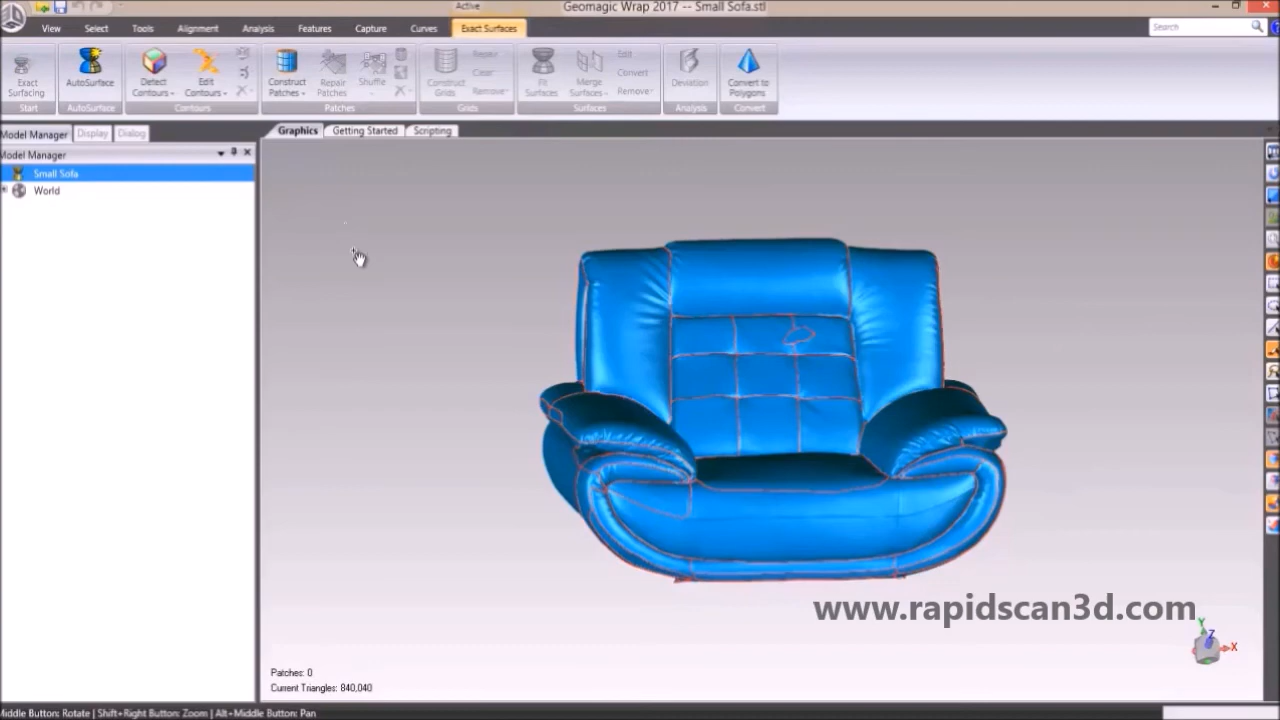 Active
Geomagic Wrap 2017 -- Small Sofa.stl
View Select Tools Alignment Analysis Features Capture Curves Exact Surfaces
Search
Exact Surfacing
Start
AutoSurface
AutoSurface
Detect Contours
Edit Contours
Contours
Construct Patches
Repair Patches
Shuffle
Patches
Construct Grids
Repair
Clear
Remove
Grids
Fit Surfaces
Merge Surfaces
Edit
Convert
Remove
Surfaces
Deviation
Analysis
Convert to Polygons
Convert
Model Manager Display Dialog
Graphics Getting Started Scripting
Model Manager
Small Sofa
World
www.rapidscan3d.com
Y
Z
X
Patches: 0
Current Triangles: 840,040
Middle Button: Rotate | Shift+Right Button: Zoom | Alt+Middle Button: Pan